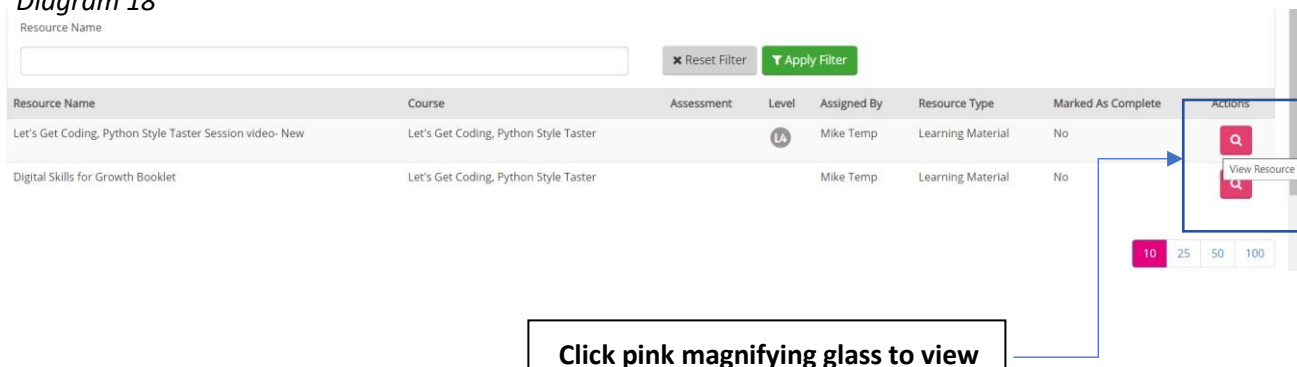 Diagram 18
Resource Name
Reset Filter Apply Filter
Resource Name Course Assessment Level Assigned By Resource Type Marked As Complete Actions
Let's Get Coding, Python Style Taster Session video- New Let's Get Coding, Python Style Taster L4 Mike Temp Learning Material No
View Resource
Digital Skills for Growth Booklet Let's Get Coding, Python Style Taster Mike Temp Learning Material No
10 25 50 100
Click pink magnifying glass to view